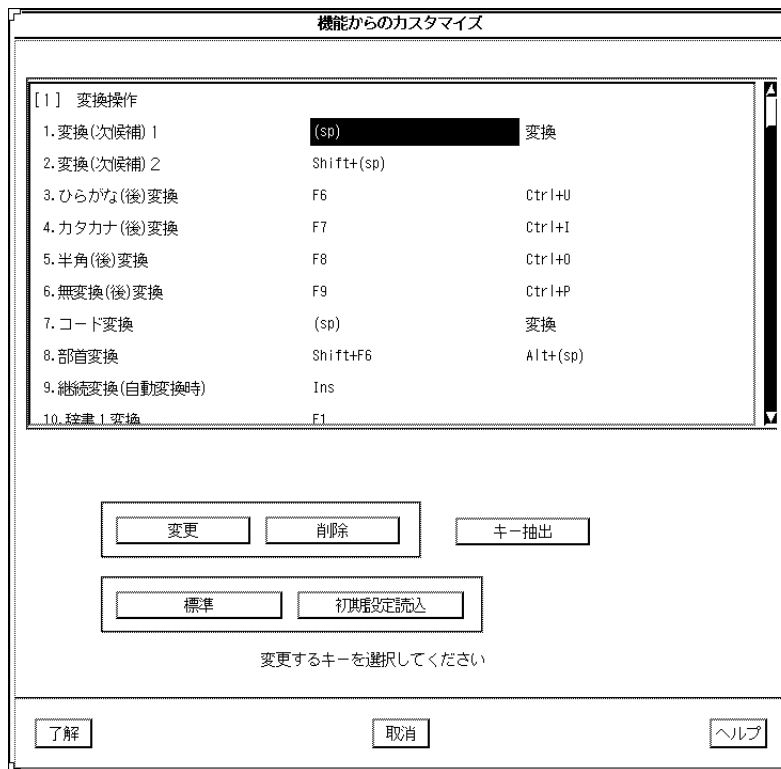 機能からのカスタマイズ
[1] 変換操作
1.変換(次候補)1 (sp) 変換
2.変換(次候補)2 Shift+(sp)
3.ひらがな(後)変換 F6 Ctrl+U
4.カタカナ(後)変換 F7 Ctrl+I
5.半角(後)変換 F8 Ctrl+O
6.無変換(後)変換 F9 Ctrl+P
7.コード変換 (sp) 変換
8.部首変換 Shift+F6 Alt+(sp)
9.継続変換(自動変換時) Ins
10.辞書1変換 F1
変更 削除 キー抽出
標準 初期設定読込
変更するキーを選択してください
了解 取消 ヘルプ